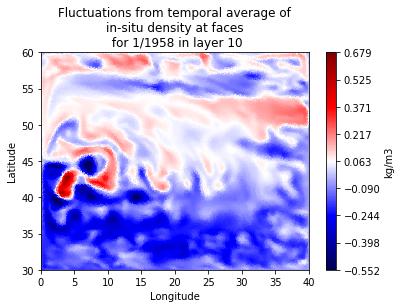 Fluctuations from temporal average of
in-situ density at faces
for 1/1958 in layer 10
60
55
50
45
40
35
30
Latitude
0 5 10 15 20 25 30 35 40
Longitude
0.679
0.525
0.371
0.217
0.063
−0.090
−0.244
−0.398
−0.552
kg/m3